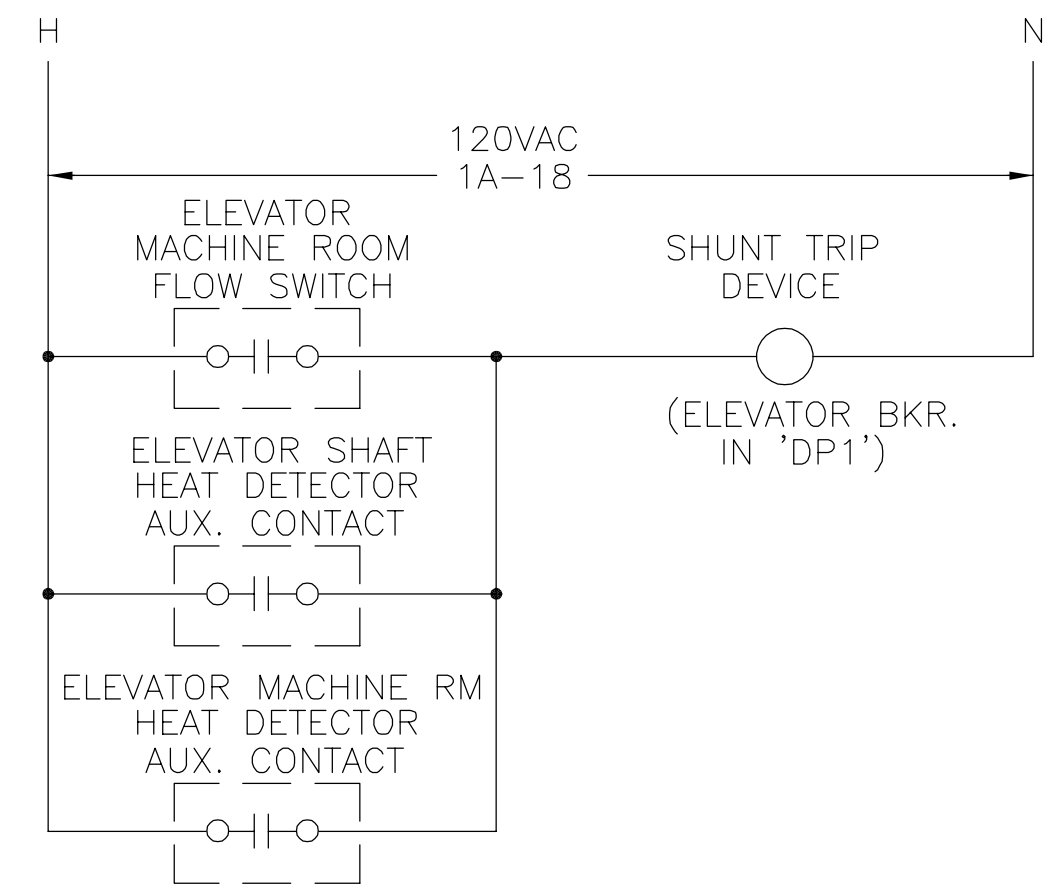 H
N
120VAC
1A-18
ELEVATOR
MACHINE ROOM
FLOW SWITCH
SHUNT TRIP
DEVICE
(ELEVATOR BKR.
IN 'DP1')
ELEVATOR SHAFT
HEAT DETECTOR
AUX. CONTACT
ELEVATOR MACHINE RM
HEAT DETECTOR
AUX. CONTACT